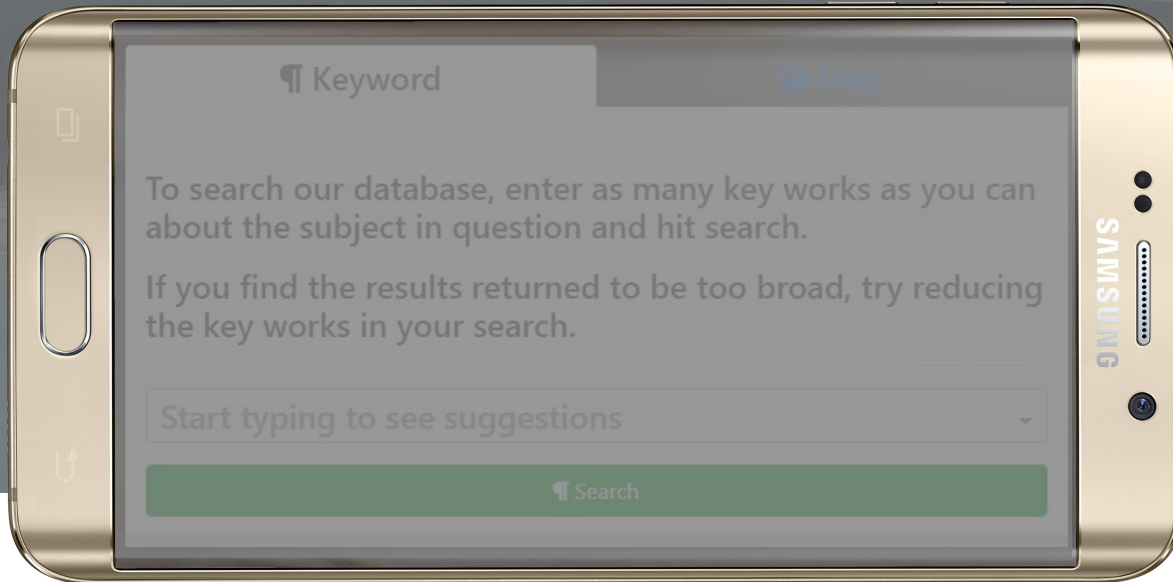 ¶ Keyword
Map
To search our database, enter as many key works as you can
about the subject in question and hit search.
If you find the results returned to be too broad, try reducing
the key works in your search.
Start typing to see suggestions
¶ Search
SAMSUNG